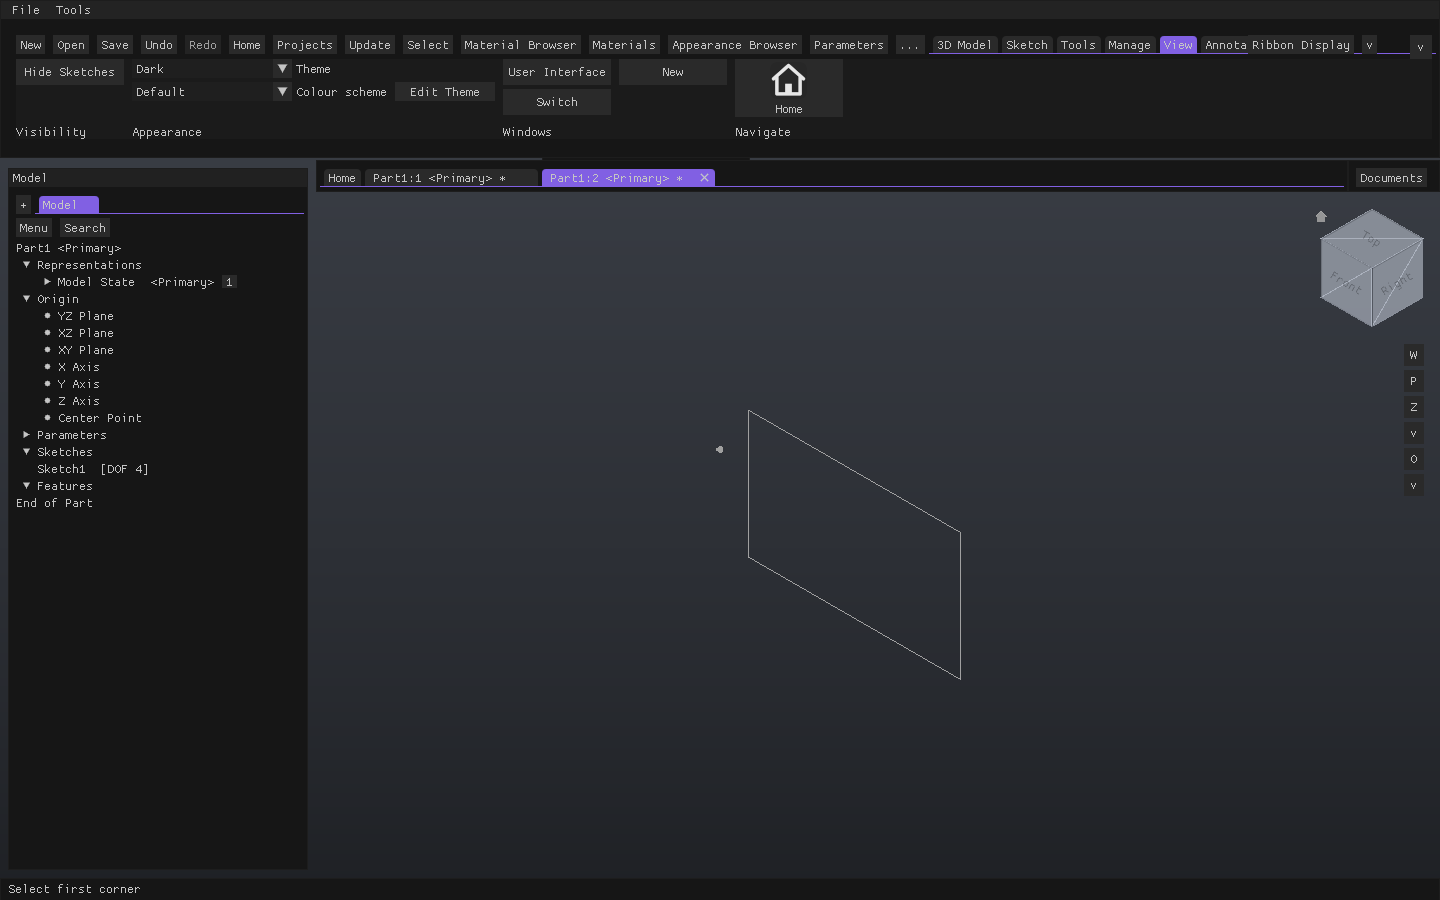 File Tools
New Open Save Undo Redo Home Projects Update Select Material Browser Materials Appearance Browser Parameters ... 3D Model Sketch Tools Manage View Annota Ribbon Display v v
Hide Sketches Dark Theme User Interface New
Default Colour scheme Edit Theme Switch Home
Visibility Appearance Windows Navigate
Model
Home Part1:1 <Primary> * Part1:2 <Primary> * Documents
+ Model
Menu Search
Part1 <Primary>
Representations
Model State <Primary> 1
Origin
YZ Plane
XZ Plane
XY Plane
X Axis
Y Axis
Z Axis
Center Point
Parameters
Sketches
Sketch1 [DOF 4]
Features
End of Part
Top
Front Right
W
P
Z
v
O
v
Select first corner